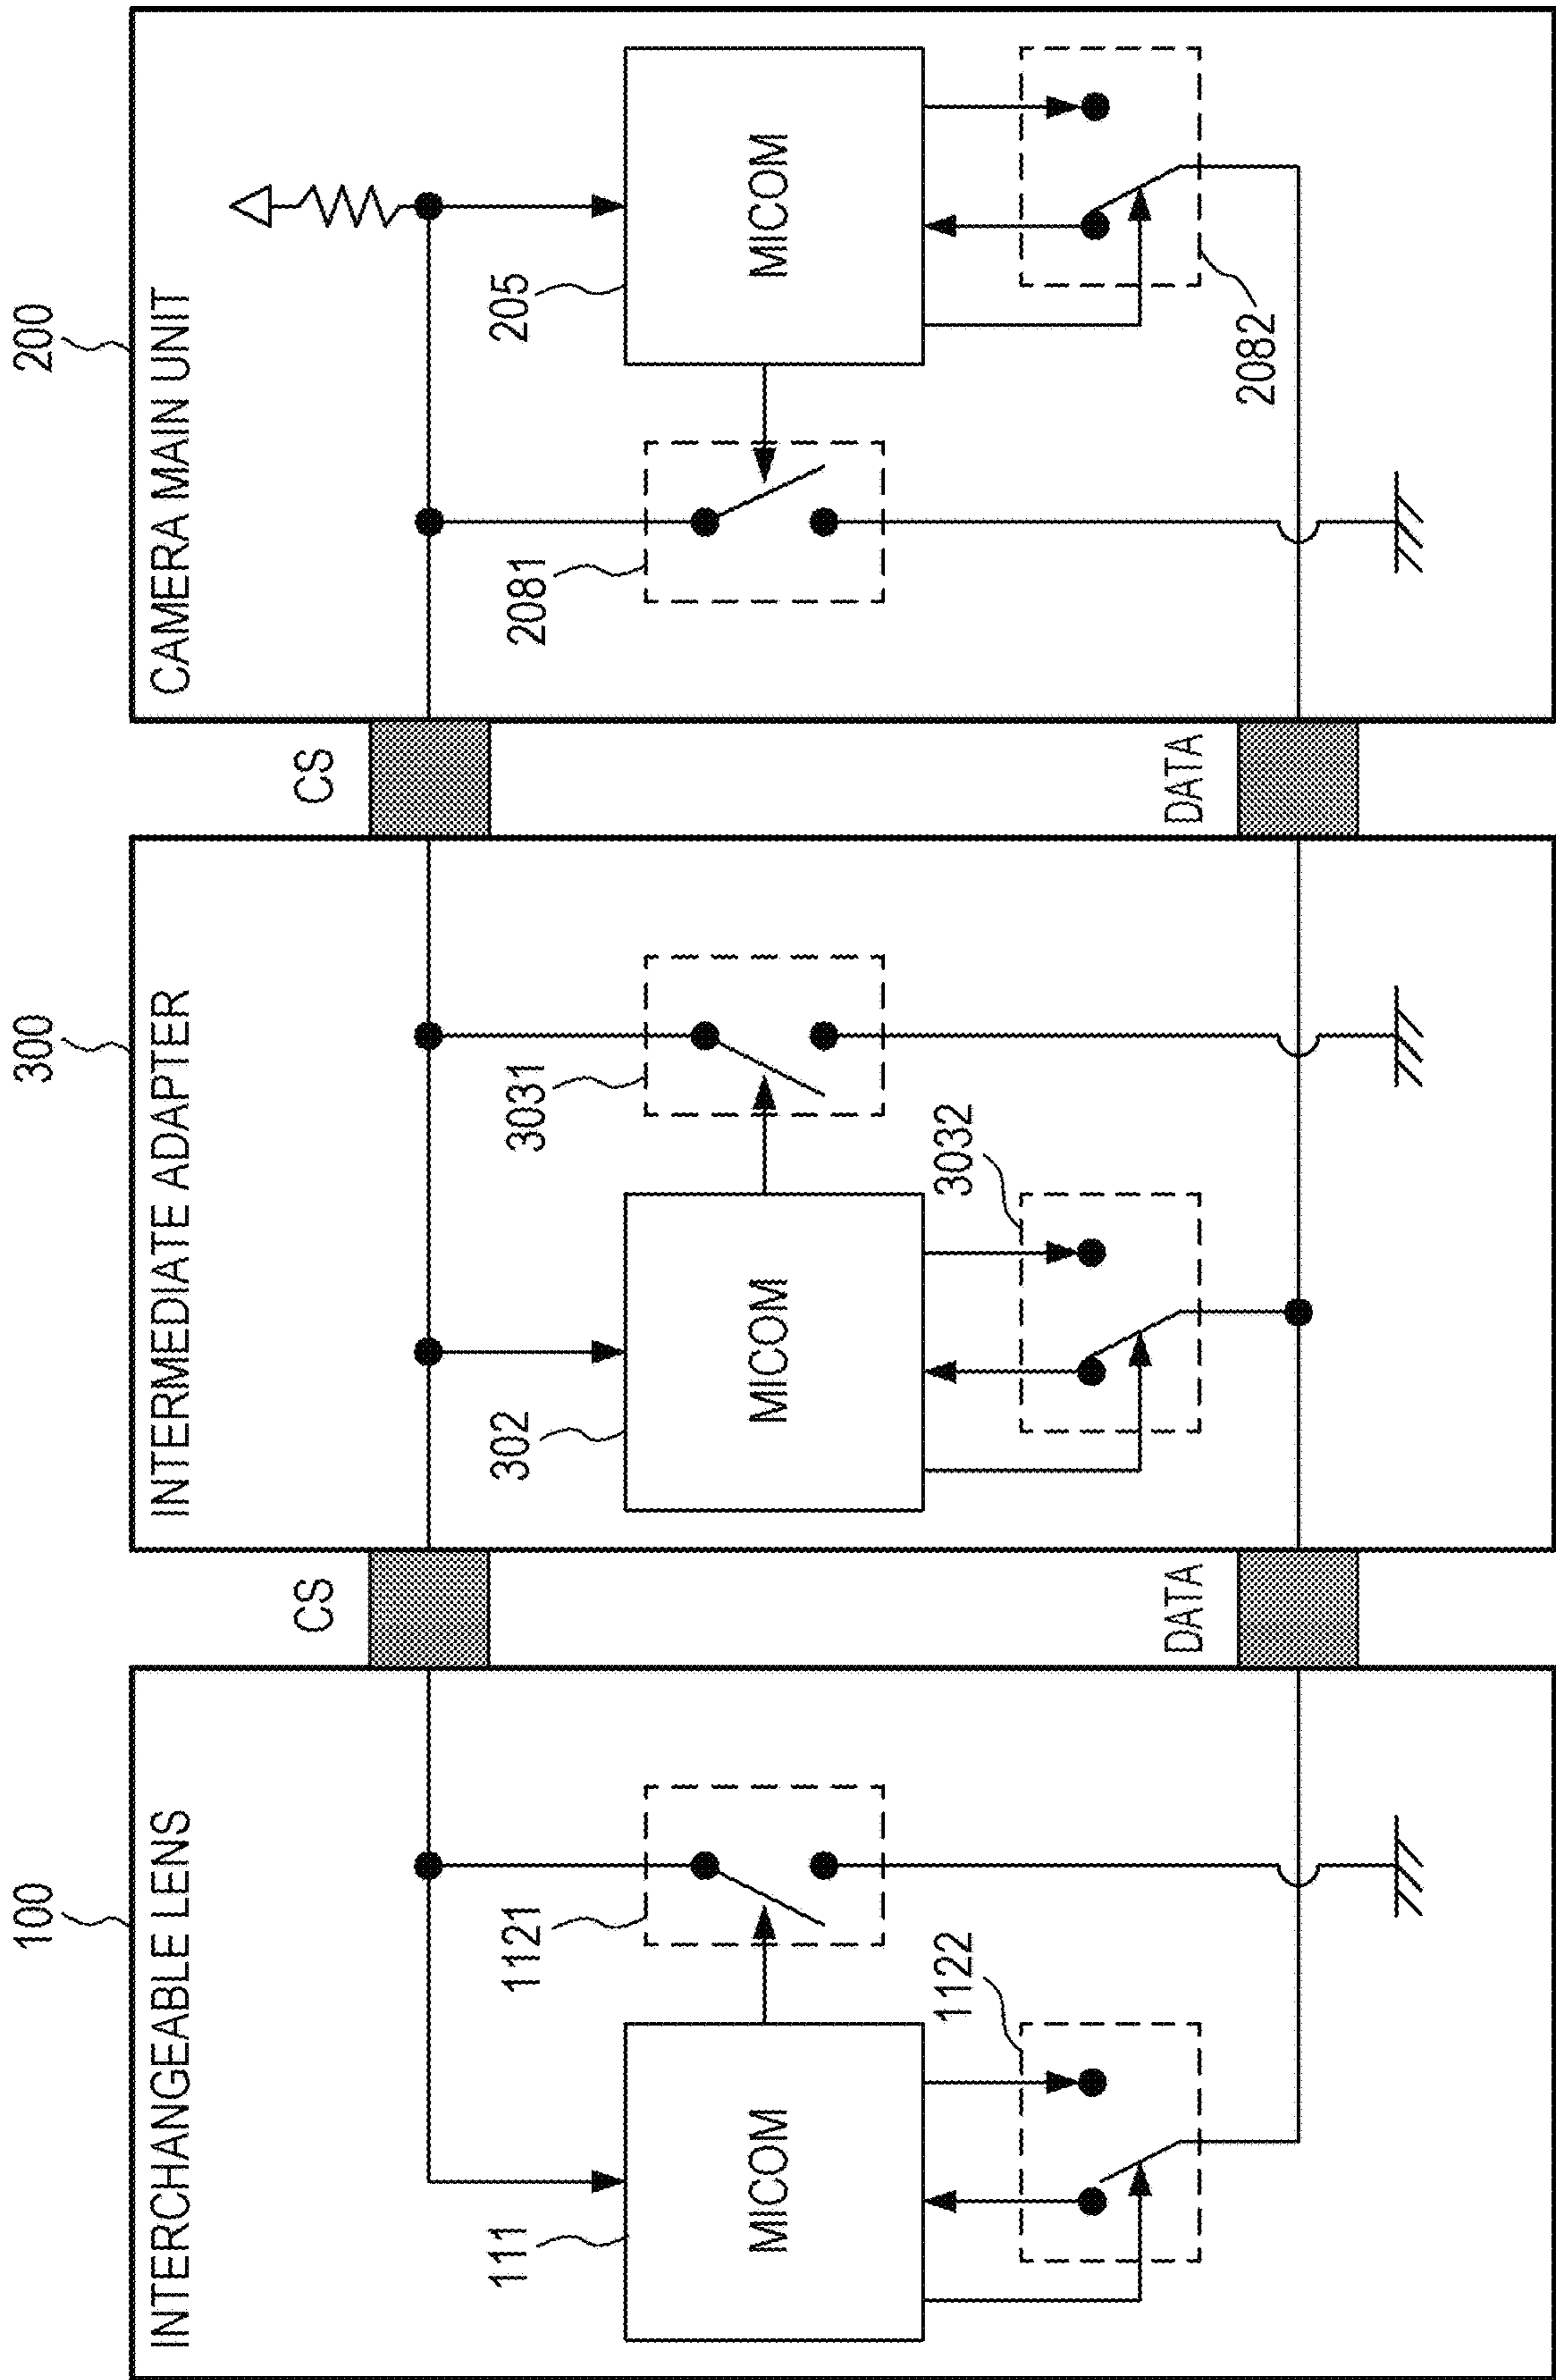 100
INTERCHANGEABLE LENS
111
MICOM
1121
1122
CS
DATA
300
INTERMEDIATE ADAPTER
302
MICOM
3031
3032
CS
DATA
200
CAMERA MAIN UNIT
2081
205
MICOM
2082